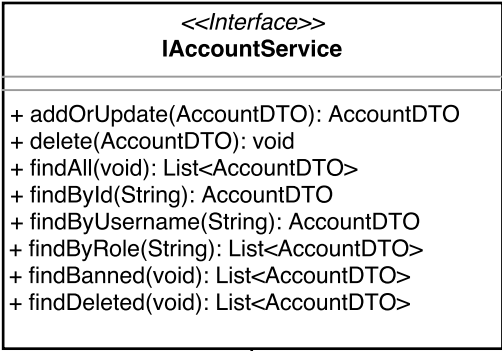 <<Interface>>
IAccountService
+ addOrUpdate(AccountDTO): AccountDTO
+ delete(AccountDTO): void
+ findAll(void): List<AccountDTO>
+ findById(String): AccountDTO
+ findByUsername(String): AccountDTO
+ findByRole(String): List<AccountDTO>
+ findBanned(void): List<AccountDTO>
+ findDeleted(void): List<AccountDTO>